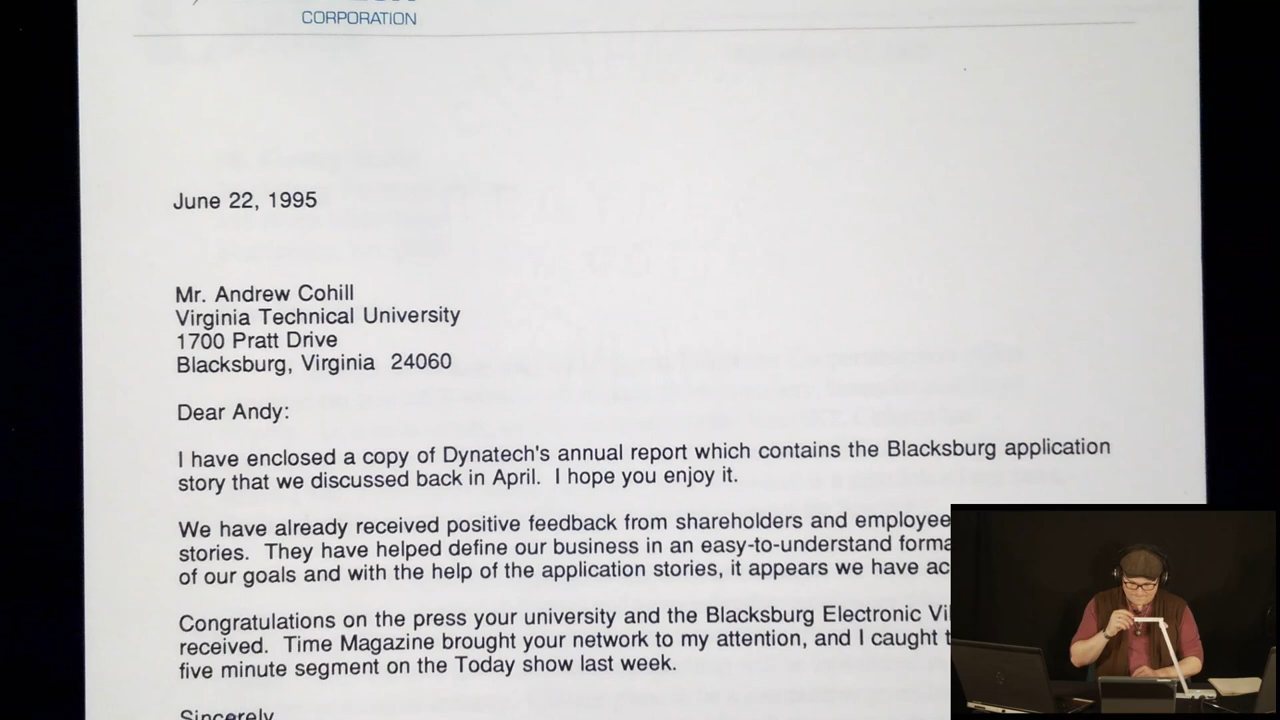 CORPORATION
June 22, 1995
Mr. Andrew Cohill
Virginia Technical University
1700 Pratt Drive
Blacksburg, Virginia 24060
Dear Andy:
I have enclosed a copy of Dynatech's annual report which contains the Blacksburg application
story that we discussed back in April. I hope you enjoy it.
We have already received positive feedback from shareholders and employee
stories. They have helped define our business in an easy-to-understand forma
of our goals and with the help of the application stories, it appears we have ac
Congratulations on the press your university and the Blacksburg Electronic Vil
received. Time Magazine brought your network to my attention, and I caught t
five minute segment on the Today show last week.
Sincerely